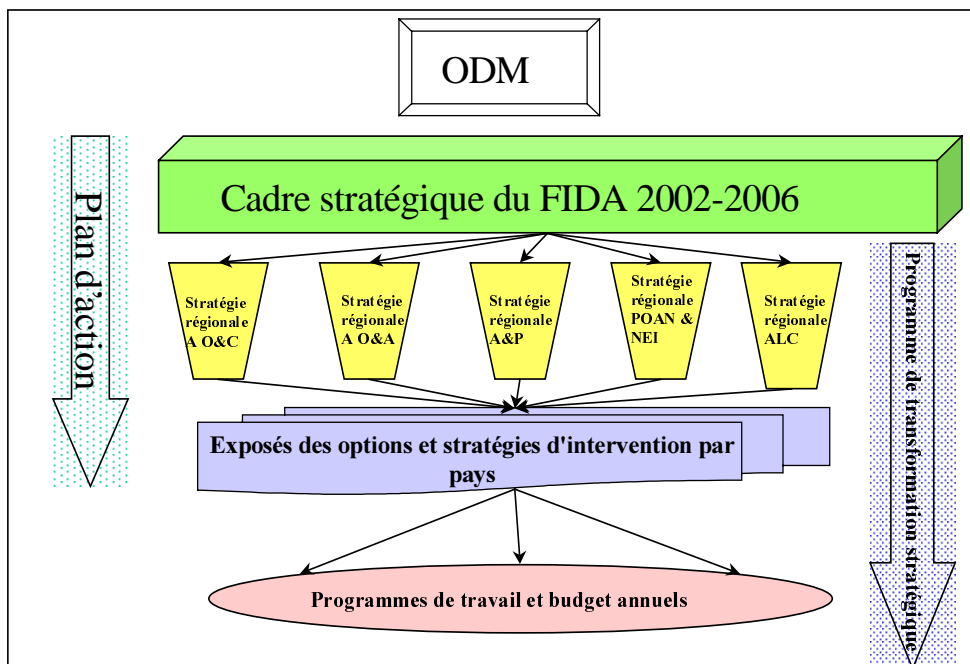 ODM
Plan d'action
Cadre stratégique du FIDA 2002-2006
Stratégie
régionale
A O&C
Stratégie
régionale
A O&A
Stratégie
régionale
A&P
Stratégie
régionale
POAN &
NEI
Stratégie
régionale
ALC
Programme de transformation stratégique
Exposés des options et stratégies d'intervention par
pays
Programmes de travail et budget annuels